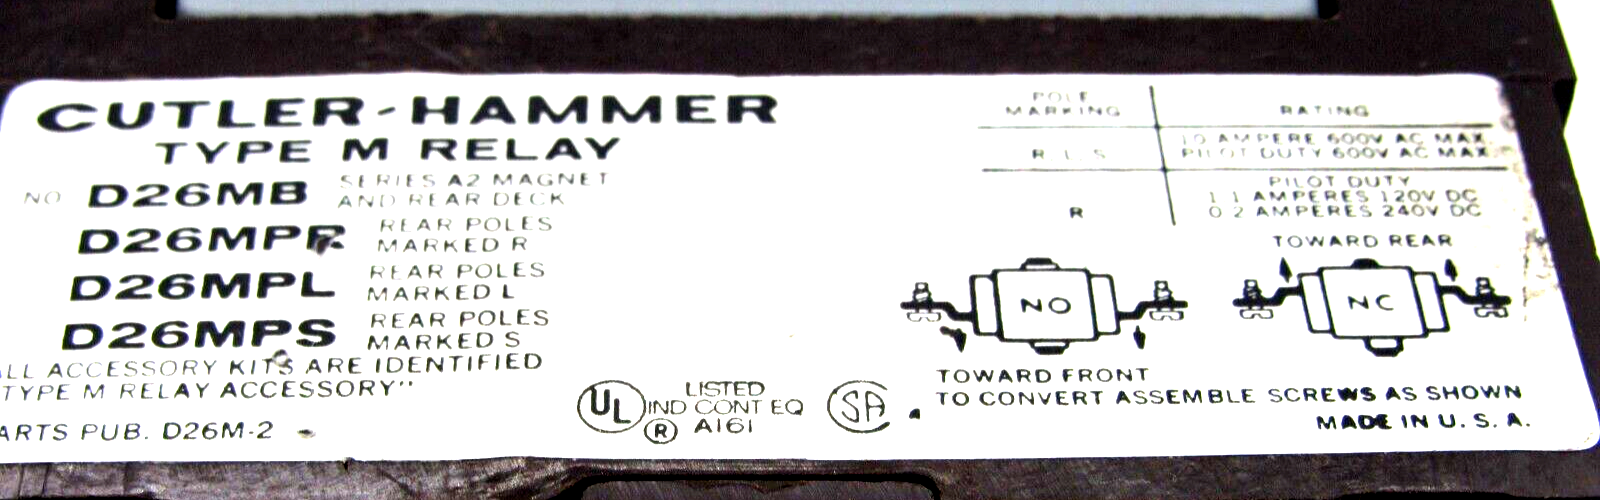 CUTLER-HAMMER
TYPE M RELAY
NO D26MB SERIES A2 MAGNET
AND REAR DECK
D26MPR REAR POLES
MARKED R
D26MPL REAR POLES
MARKED L
D26MPS REAR POLES
MARKED S
ALL ACCESSORY KITS ARE IDENTIFIED
TYPE M RELAY ACCESSORY"
PARTS PUB. D26M-2
UL ® LISTED
IND CONT EQ
A161
SA
POLE
MARKING
RATING
R L S
10 AMPERE 600V AC MAX.
PILOT DUTY 600V AC MAX
R
PILOT DUTY
1 1 AMPERES 120V DC
0 2 AMPERES 240V DC
TOWARD REAR
NO
NC
TOWARD FRONT
TO CONVERT ASSEMBLE SCREWS AS SHOWN
MADE IN U. S. A.